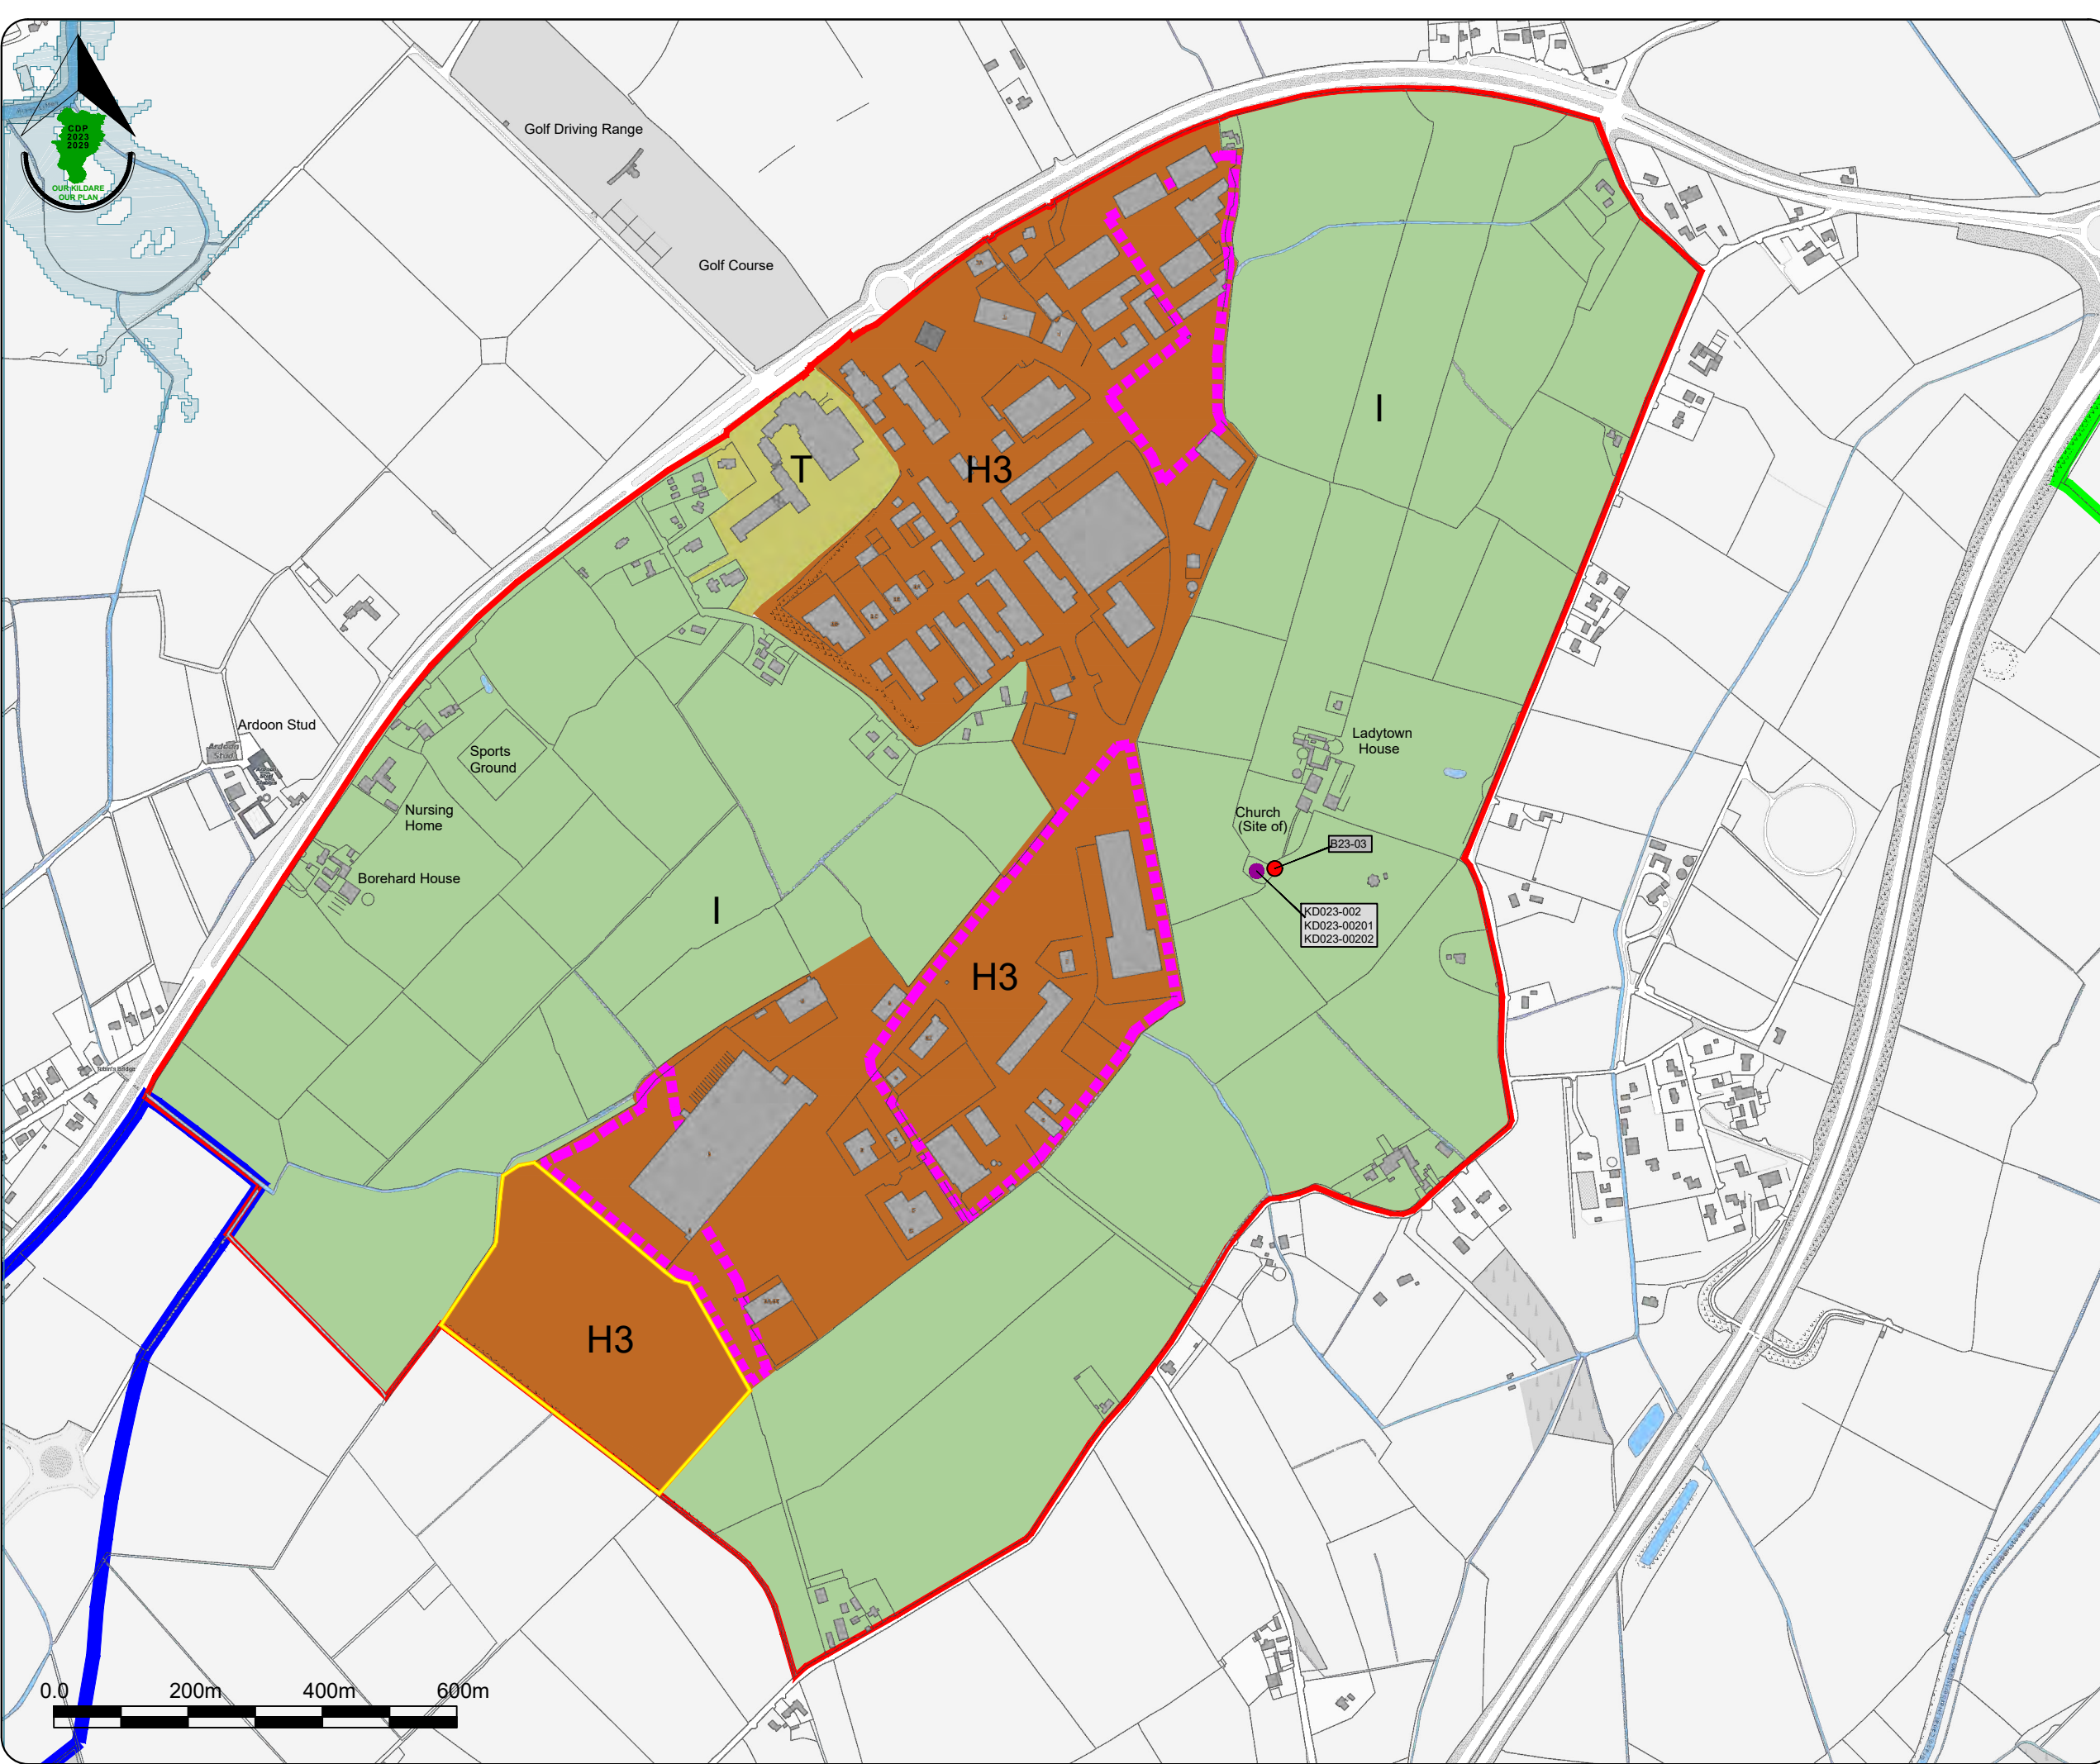 CDP
2023
2029
OUR KILDARE
OUR PLAN
Golf Driving Range
Golf Course
T
H3
I
Ardoon Stud
Ardoon
Stud
Sports
Ground
Nursing
Home
Borehard House
Ladytown
House
Church
(Site of)
B23-03
KD023-002
KD023-00201
KD023-00202
I
H3
H3
0.0
200m
400m
600m